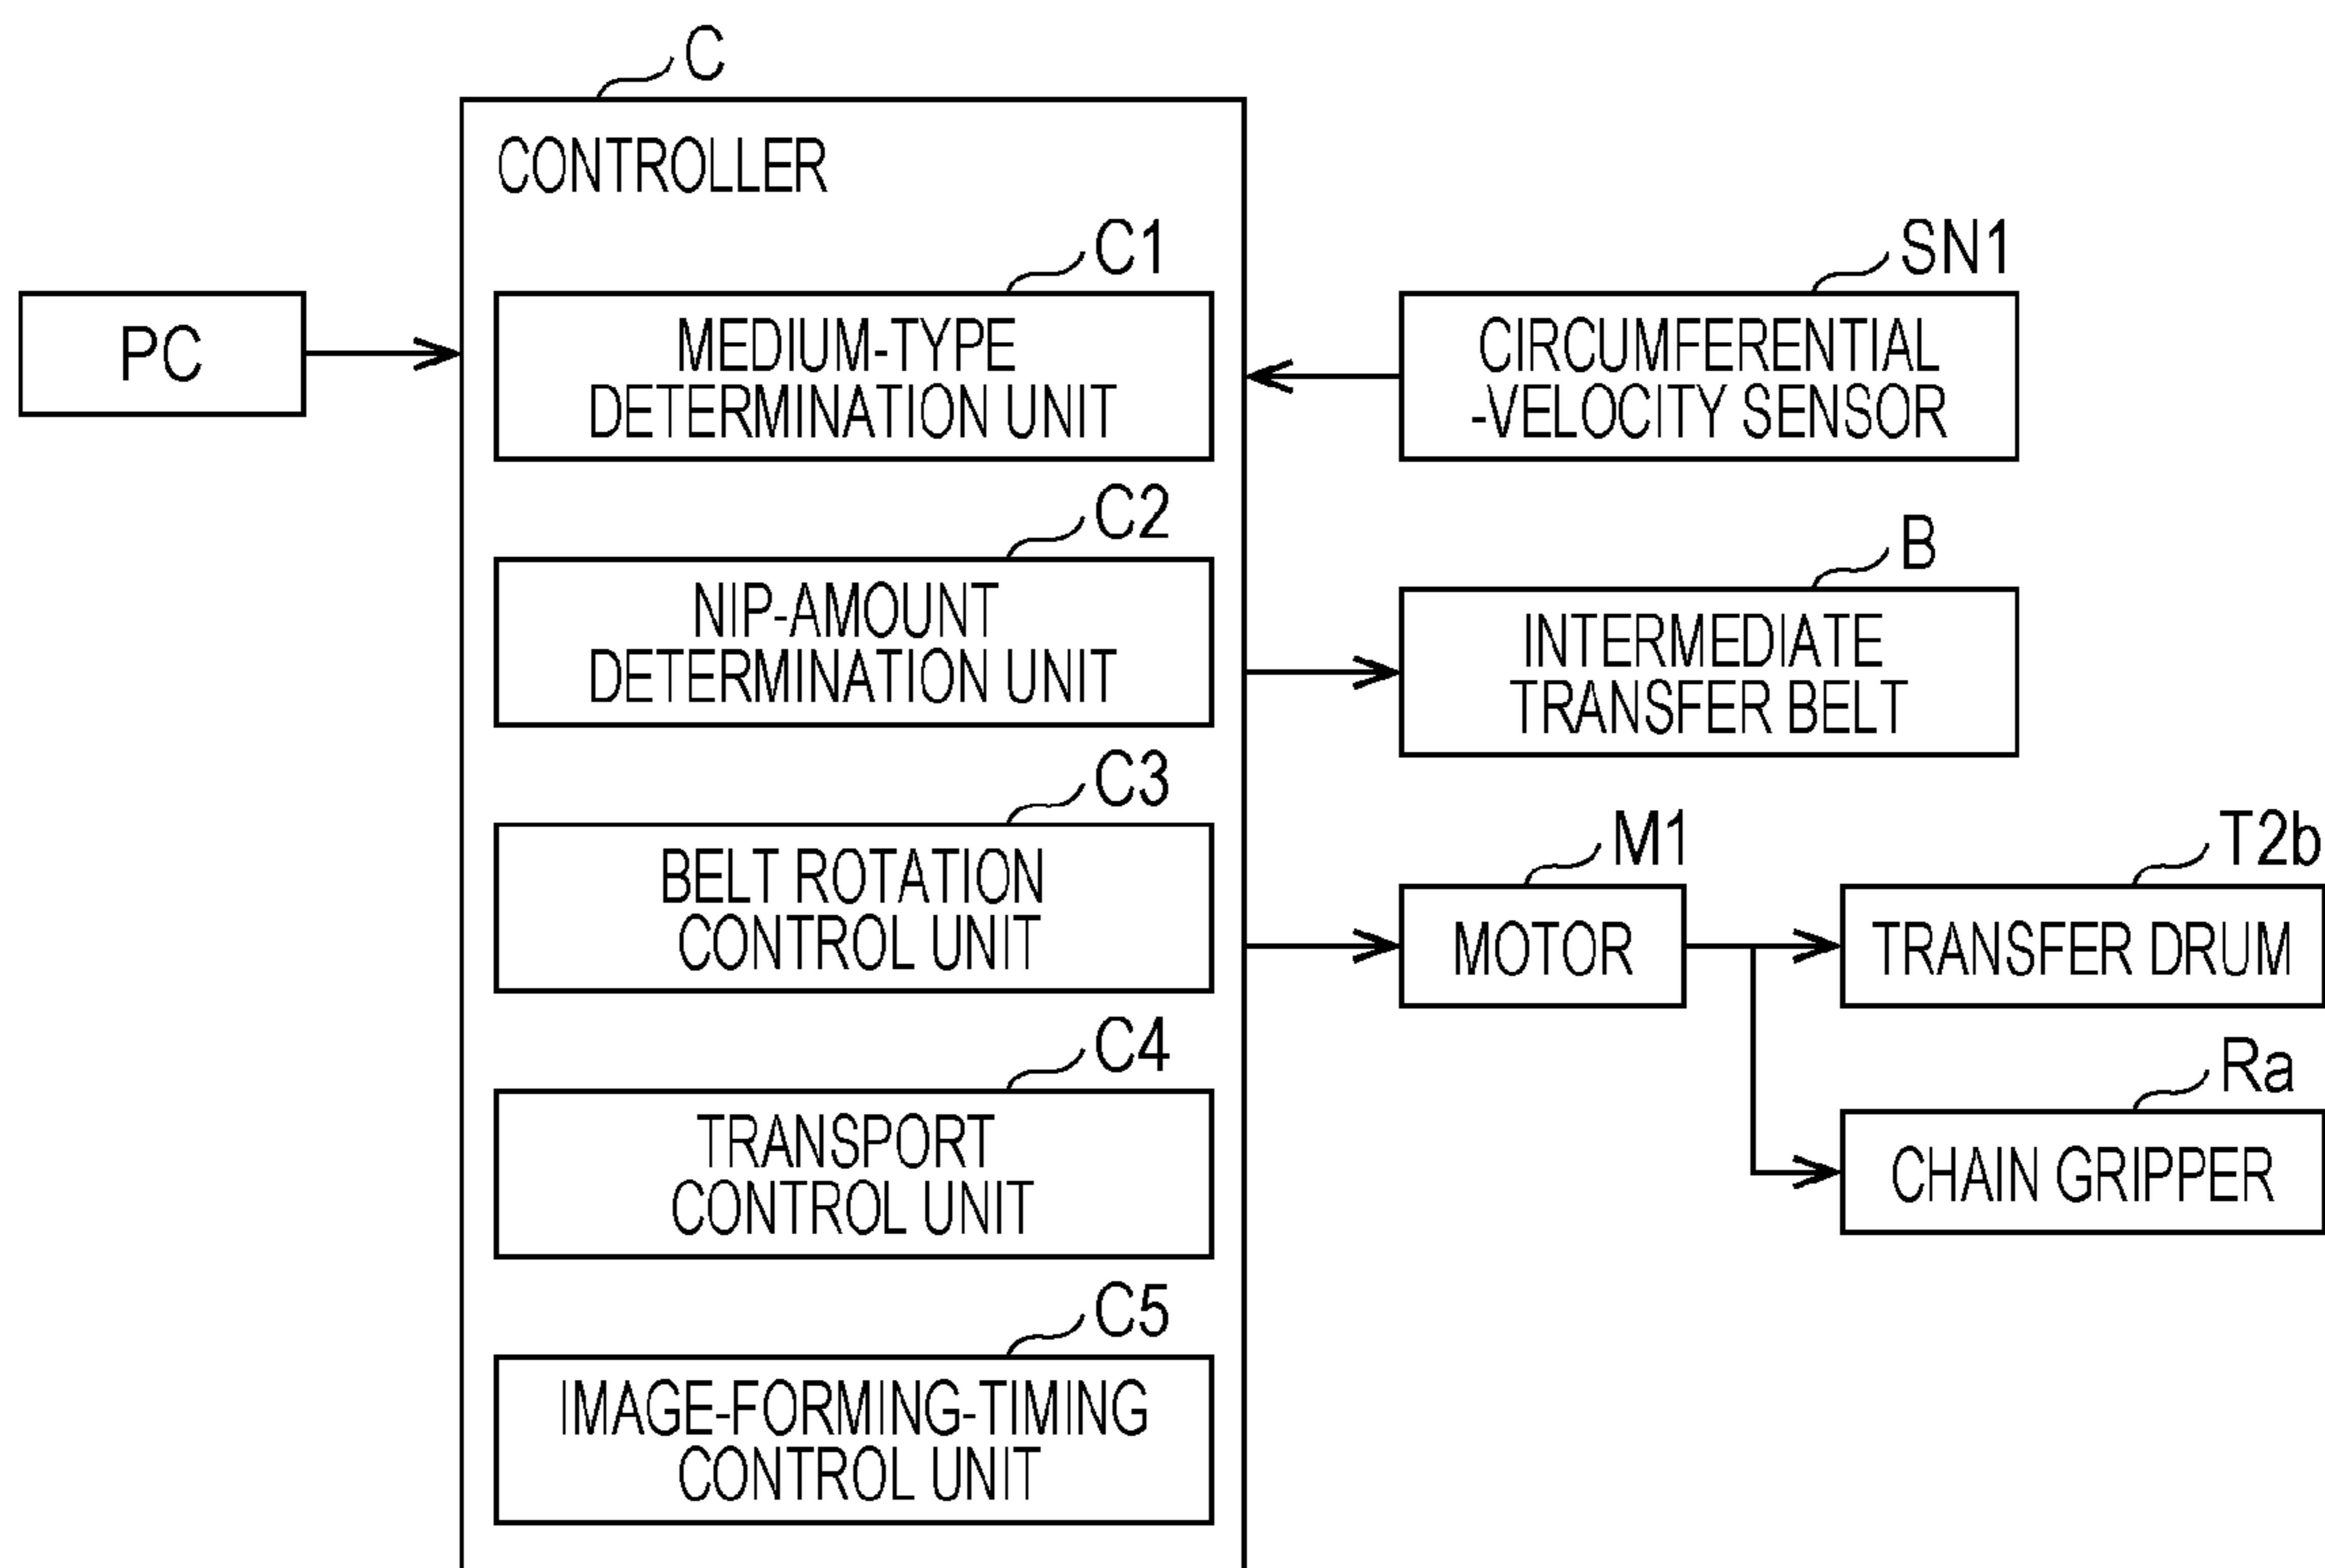 C
CONTROLLER
PC
C1
MEDIUM-TYPE
DETERMINATION UNIT
C2
NIP-AMOUNT
DETERMINATION UNIT
C3
BELT ROTATION
CONTROL UNIT
C4
TRANSPORT
CONTROL UNIT
C5
IMAGE-FORMING-TIMING
CONTROL UNIT
SN1
CIRCUMFERENTIAL
-VELOCITY SENSOR
B
INTERMEDIATE
TRANSFER BELT
M1
MOTOR
T2b
TRANSFER DRUM
Ra
CHAIN GRIPPER